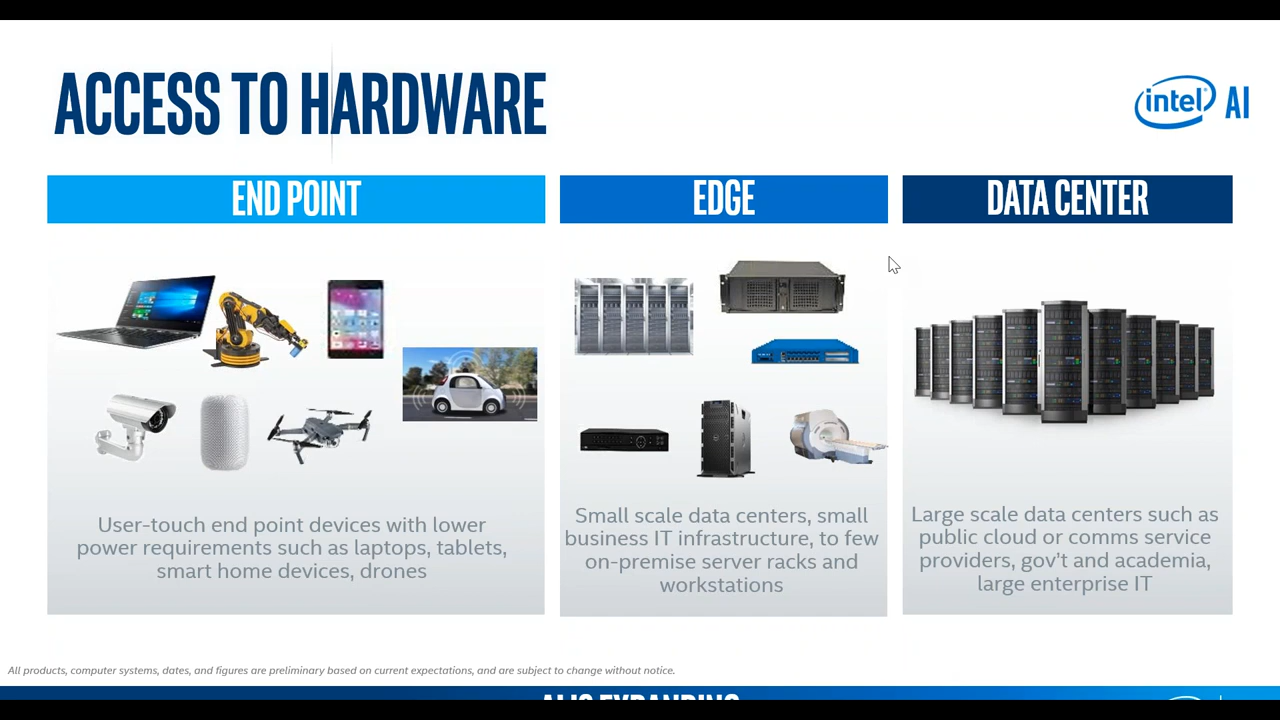 ACCESS TO HARDWARE
intel AI
END POINT
EDGE
DATA CENTER
User-touch end point devices with lower
power requirements such as laptops, tablets,
smart home devices, drones
Small scale data centers, small
business IT infrastructure, to few
on-premise server racks and
workstations
Large scale data centers such as
public cloud or comms service
providers, gov't and academia,
large enterprise IT
All products, computer systems, dates, and figures are preliminary based on current expectations, and are subject to change without notice.
AI IS EXPANDING